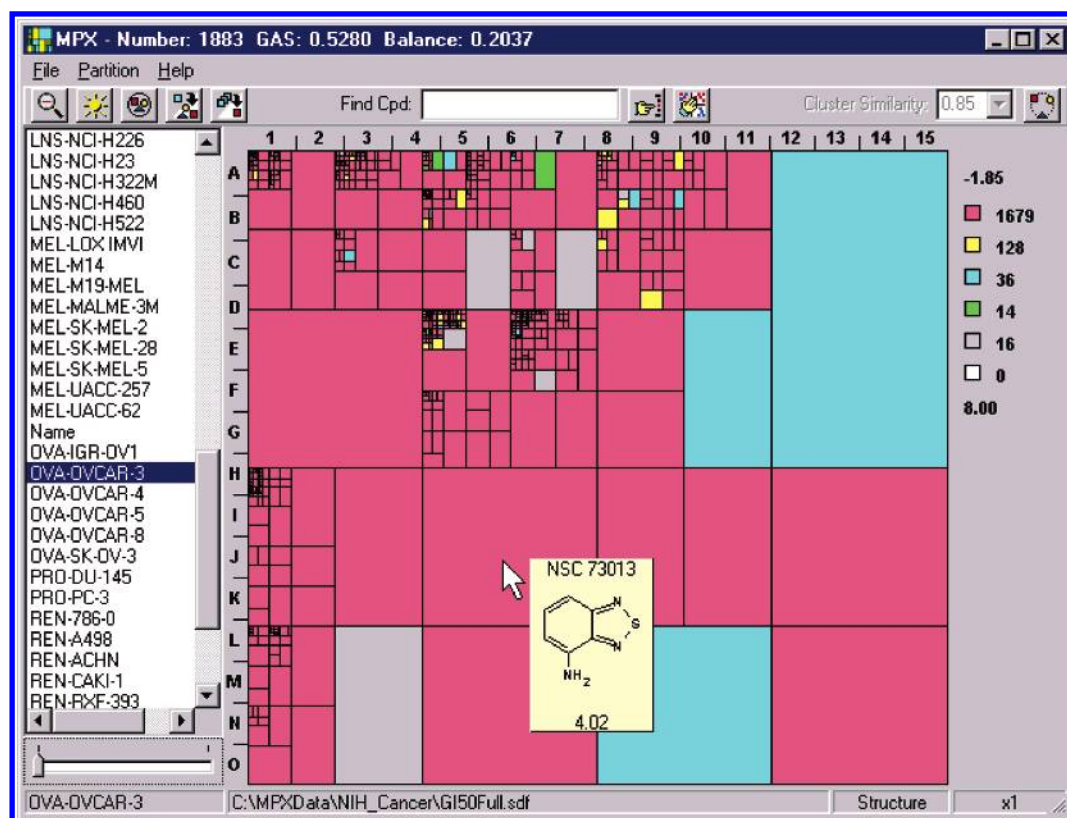 MPX - Number: 1883 GAS: 0.5280 Balance: 0.2037
File Partition Help
Find Cpd:
Cluster Similarity: 0.85
LNS-NCI-H226
LNS-NCI-H23
LNS-NCI-H322M
LNS-NCI-H460
LNS-NCI-H522
MEL-LOX IMVI
MEL-M14
MEL-M19-MEL
MEL-MALME-3M
MEL-SK-MEL-2
MEL-SK-MEL-28
MEL-SK-MEL-5
MEL-UACC-257
MEL-UACC-62
Name
OVA-IGR-OV1
OVA-OVCAR-3
OVA-OVCAR-4
OVA-OVCAR-5
OVA-OVCAR-8
OVA-SK-OV-3
PRO-DU-145
PRO-PC-3
REN-786-0
REN-A498
REN-ACHN
REN-CAKI-1
REN-RXF-393
1 2 3 4 5 6 7 8 9 10 11 12 13 14 15
A
B
C
D
E
F
G
H
I
J
K
L
M
N
O
NSC 73013
N
S
N
NH2
4.02
-1.85
1679
128
36
14
16
0
8.00
OVA-OVCAR-3 C:\MPXData\NIH_Cancer\GI50Full.sdf Structure x1